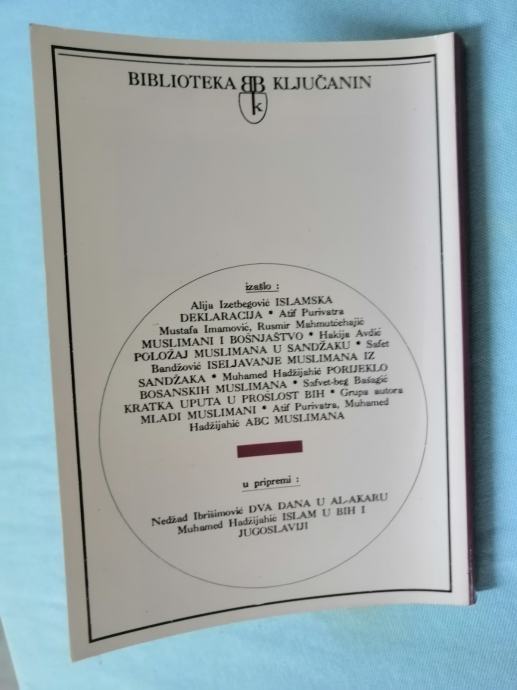 BIBLIOTEKA BBk KLJUČANIN
izašlo :
Alija Izetbegović ISLAMSKA
DEKLARACIJA * Atif Purivatra
Mustafa Imamović, Rusmir Mahmutćehajić
MUSLIMANI I BOŠNJAŠTVO * Hakija Avdić
POLOŽAJ MUSLIMANA U SANDŽAKU * Safet
Bandžović ISELJAVANJE MUSLIMANA IZ
SANDŽAKA * Muhamed Hadžijahić PORIJEKLO
BOSANSKIH MUSLIMANA * Safvet-beg Bašagić
KRATKA UPUTA U PROŠLOST BIH * Grupa autora
MLADI MUSLIMANI * Atif Purivatra, Muhamed
Hadžijahić ABC MUSLIMANA
u pripremi :
Nedžad Ibrišimović DVA DANA U AL-AKARU
Muhamed Hadžijahić ISLAM U BIH I
JUGOSLAVIJI